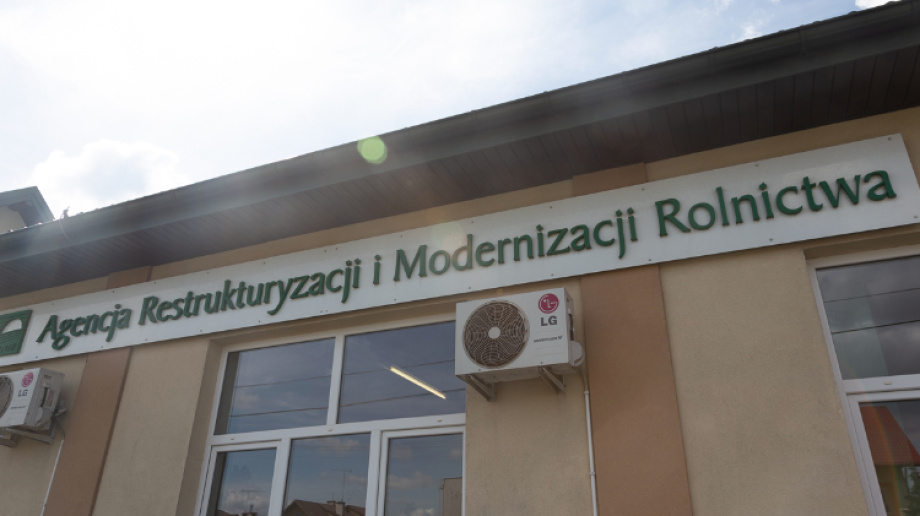 Agencja Restrukturyzacji i Modernizacji Rolnictwa
LG
LG